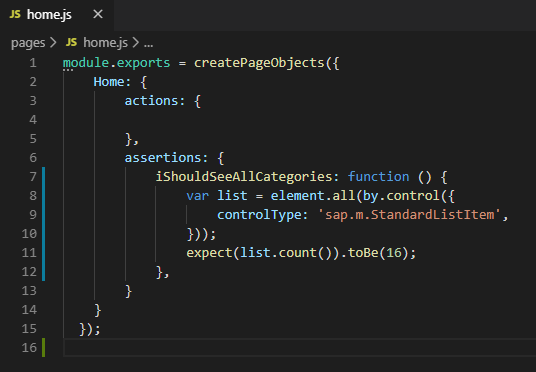 JS home.js ×
pages > JS home.js > ...
1 module.exports = createPageObjects({
2     Home: {
3         actions: {
4
5         },
6         assertions: {
7             iShouldSeeAllCategories: function () {
8                 var list = element.all(by.control({
9                     controlType: 'sap.m.StandardListItem',
10                 }));
11                 expect(list.count()).toBe(16);
12             },
13         }
14     }
15   });
16